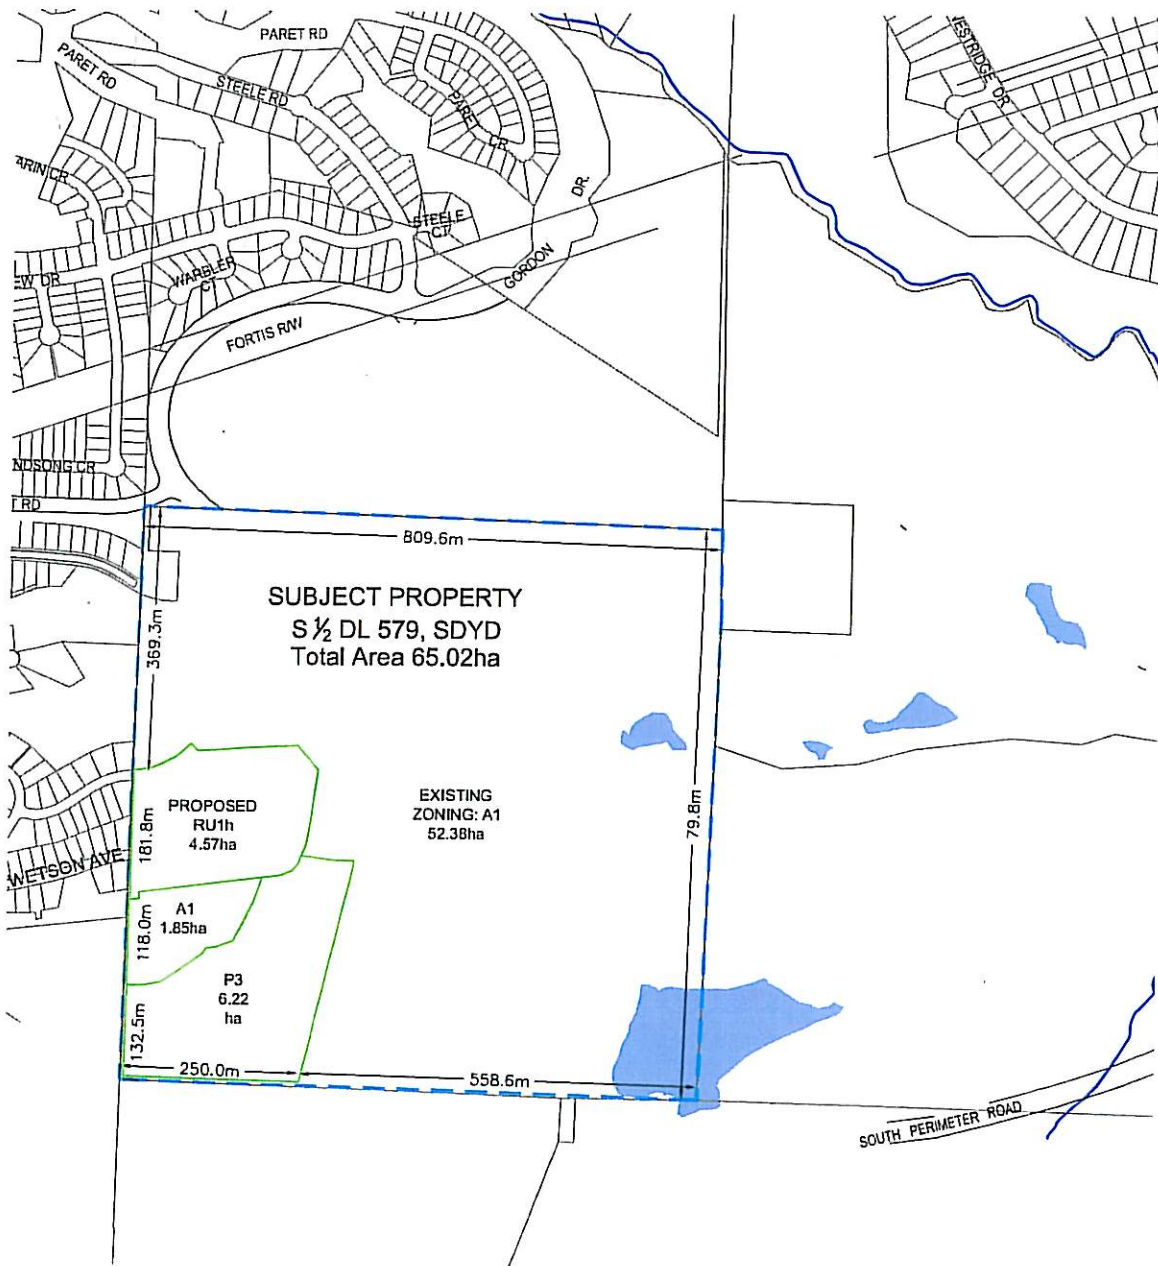 PARET RD
PARET RD
STEELE RD
PARET CR
WESTRIDGE DR
ARIN CR
STEELE
CT
DR.
GORDON
EW DR
WARBLER
CT
FORTIS R/W
NDSONG CR
T RD
809.6m
SUBJECT PROPERTY
S ½ DL 579, SDYD
Total Area 65.02ha
369.3m
EXISTING
ZONING: A1
52.38ha
79.8m
PROPOSED
RU1h
4.57ha
181.8m
WETSON AVE
A1
1.85ha
118.0m
P3
6.22
ha
132.5m
250.0m
558.6m
SOUTH PERIMETER ROAD